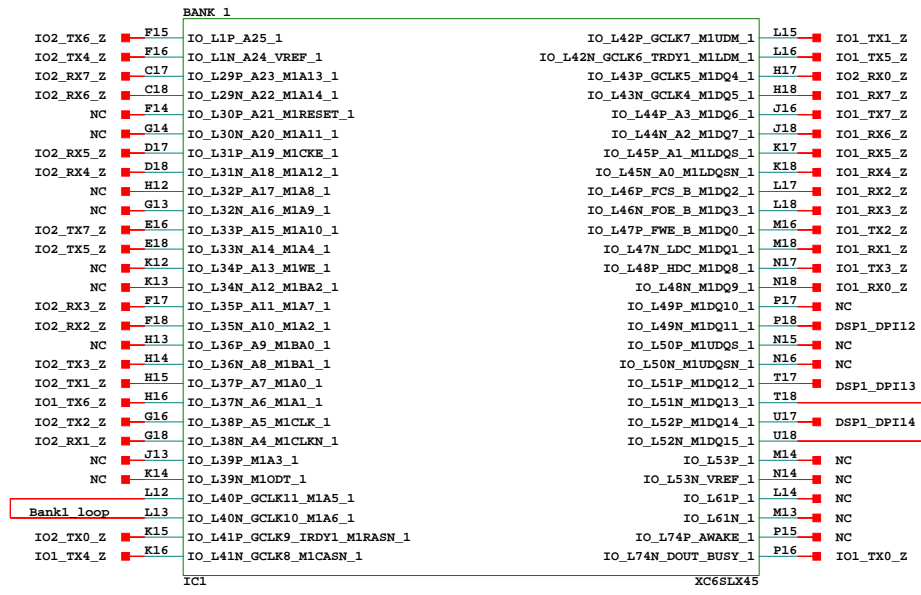 BANK 1
IO2_TX6_Z F15 IO_L1P_A25_1 IO_L42P_GCLK7_M1UDM_1 L15 IO1_TX1_Z
IO2_TX4_Z F16 IO_L1N_A24_VREF_1 IO_L42N_GCLK6_TRDY1_M1LDM_1 L16 IO1_TX5_Z
IO2_RX7_Z C17 IO_L29P_A23_M1A13_1 IO_L43P_GCLK5_M1DQ4_1 H17 IO2_RX0_Z
IO2_RX6_Z C18 IO_L29N_A22_M1A14_1 IO_L43N_GCLK4_M1DQ5_1 H18 IO1_RX7_Z
NC F14 IO_L30P_A21_M1RESET_1 IO_L44P_A3_M1DQ6_1 J16 IO1_TX7_Z
NC G14 IO_L30N_A20_M1A11_1 IO_L44N_A2_M1DQ7_1 J18 IO1_RX6_Z
IO2_RX5_Z D17 IO_L31P_A19_M1CKE_1 IO_L45P_A1_M1LDQS_1 K17 IO1_RX5_Z
IO2_RX4_Z D18 IO_L31N_A18_M1A12_1 IO_L45N_A0_M1LDQSN_1 K18 IO1_RX4_Z
NC H12 IO_L32P_A17_M1A8_1 IO_L46P_FCS_B_M1DQ2_1 L17 IO1_RX2_Z
NC G13 IO_L32N_A16_M1A9_1 IO_L46N_FOE_B_M1DQ3_1 L18 IO1_RX3_Z
IO2_TX7_Z E16 IO_L33P_A15_M1A10_1 IO_L47P_FWE_B_M1DQ0_1 M16 IO1_TX2_Z
IO2_TX5_Z E18 IO_L33N_A14_M1A4_1 IO_L47N_LDC_M1DQ1_1 M18 IO1_RX1_Z
NC K12 IO_L34P_A13_M1WE_1 IO_L48P_HDC_M1DQ8_1 N17 IO1_TX3_Z
NC K13 IO_L34N_A12_M1BA2_1 IO_L48N_M1DQ9_1 N18 IO1_RX0_Z
IO2_RX3_Z F17 IO_L35P_A11_M1A7_1 IO_L49P_M1DQ10_1 P17 NC
IO2_RX2_Z F18 IO_L35N_A10_M1A2_1 IO_L49N_M1DQ11_1 P18 DSP1_DPI12
NC H13 IO_L36P_A9_M1BA0_1 IO_L50P_M1UDQS_1 N15 NC
IO2_TX3_Z H14 IO_L36N_A8_M1BA1_1 IO_L50N_M1UDQSN_1 N16 NC
IO2_TX1_Z H15 IO_L37P_A7_M1A0_1 IO_L51P_M1DQ12_1 T17 DSP1_DPI13
IO1_TX6_Z H16 IO_L37N_A6_M1A1_1 IO_L51N_M1DQ13_1 T18
IO2_TX2_Z G16 IO_L38P_A5_M1CLK_1 IO_L52P_M1DQ14_1 U17 DSP1_DPI14
IO2_RX1_Z G18 IO_L38N_A4_M1CLKN_1 IO_L52N_M1DQ15_1 U18
NC J13 IO_L39P_M1A3_1 IO_L53P_1 M14 NC
NC K14 IO_L39N_M1ODT_1 IO_L53N_VREF_1 N14 NC
L12 IO_L40P_GCLK11_M1A5_1 IO_L61P_1 L14 NC
Bank1 loop L13 IO_L40N_GCLK10_M1A6_1 IO_L61N_1 M13 NC
IO2_TX0_Z K15 IO_L41P_GCLK9_IRDY1_M1RASN_1 IO_L74P_AWAKE_1 P15 NC
IO1_TX4_Z K16 IO_L41N_GCLK8_M1CASN_1 IO_L74N_DOUT_BUSY_1 P16 IO1_TX0_Z
IC1 XC6SLX45